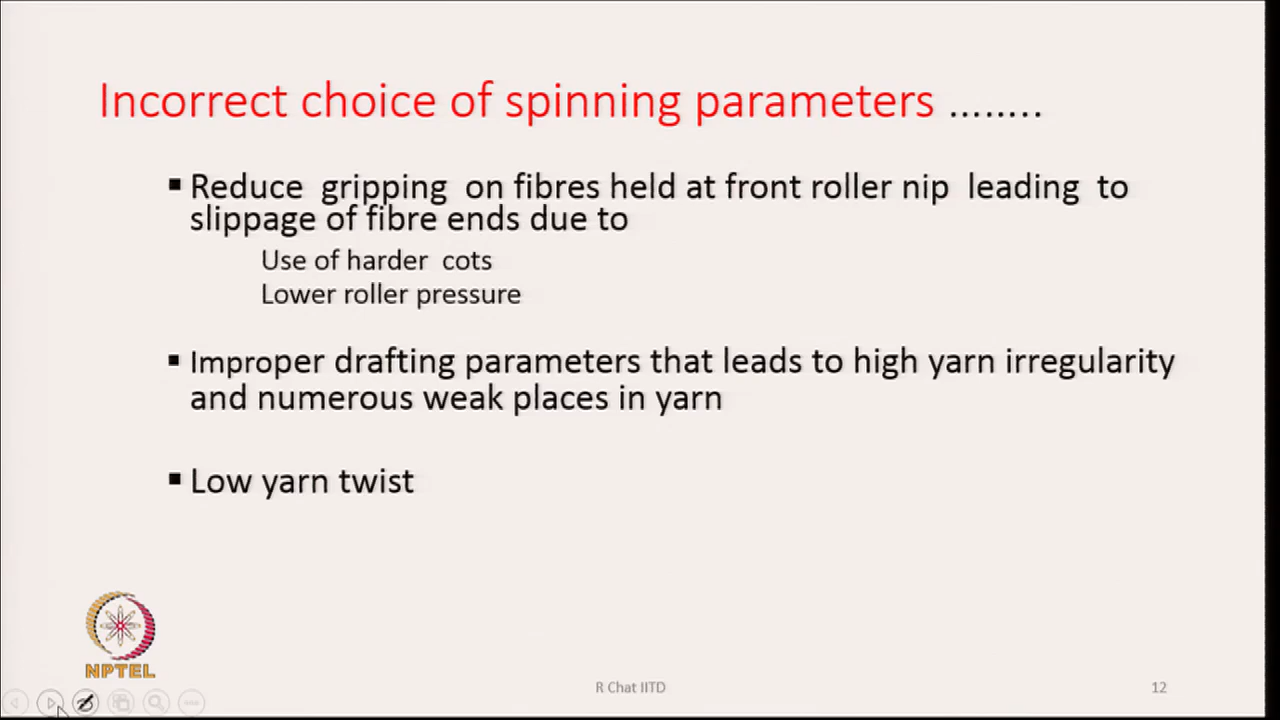 Incorrect choice of spinning parameters ........
▪ Reduce gripping on fibres held at front roller nip leading to
slippage of fibre ends due to
Use of harder cots
Lower roller pressure
▪ Improper drafting parameters that leads to high yarn irregularity
and numerous weak places in yarn
▪ Low yarn twist
NPTEL
R Chat IITD
12